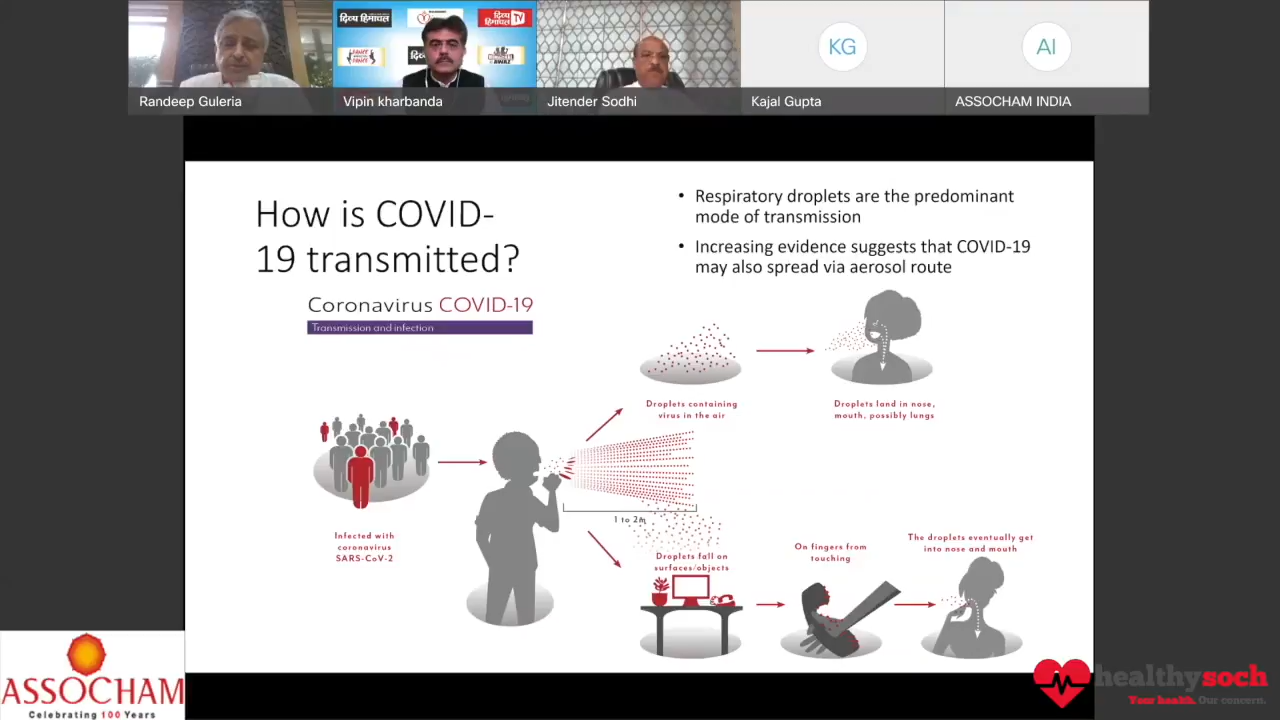 दिव्य हिमाचल
दिव्य हिमाचल
TV
KG
AI
Randeep Guleria
Vipin kharbanda
Jitender Sodhi
Kajal Gupta
ASSOCHAM INDIA
How is COVID-
19 transmitted?
Coronavirus COVID-19
Transmission and infection
• Respiratory droplets are the predominant
mode of transmission
• Increasing evidence suggests that COVID-19
may also spread via aerosol route
Droplets containing
virus in the air
Droplets land in nose,
mouth, possibly lungs
Infected with
coronavirus
SARS-CoV-2
1 to 2m
Droplets fall on
surfaces/objects
On fingers from
touching
The droplets eventually get
into nose and mouth
ASSOCHAM
Celebrating 100 Years
healthysoch
Your health. Our concern.